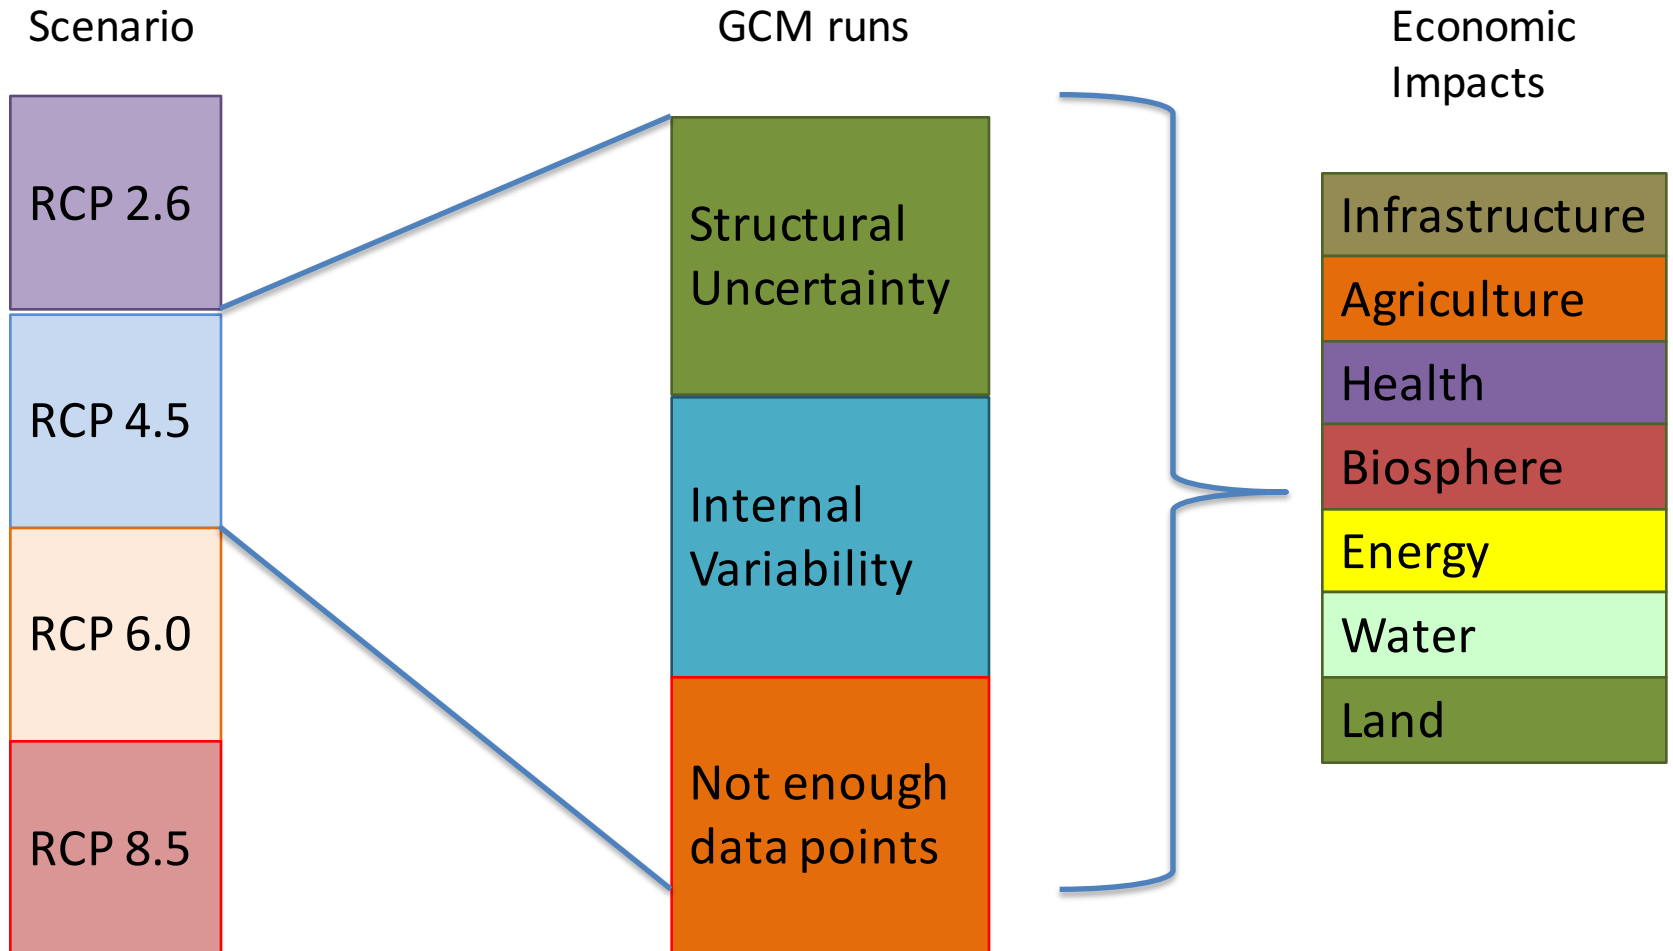 Scenario
RCP 2.6
RCP 4.5
RCP 6.0
RCP 8.5
GCM runs
Structural
Uncertainty
Internal
Variability
Not enough
data points
Economic
Impacts
Infrastructure
Agriculture
Health
Biosphere
Energy
Water
Land